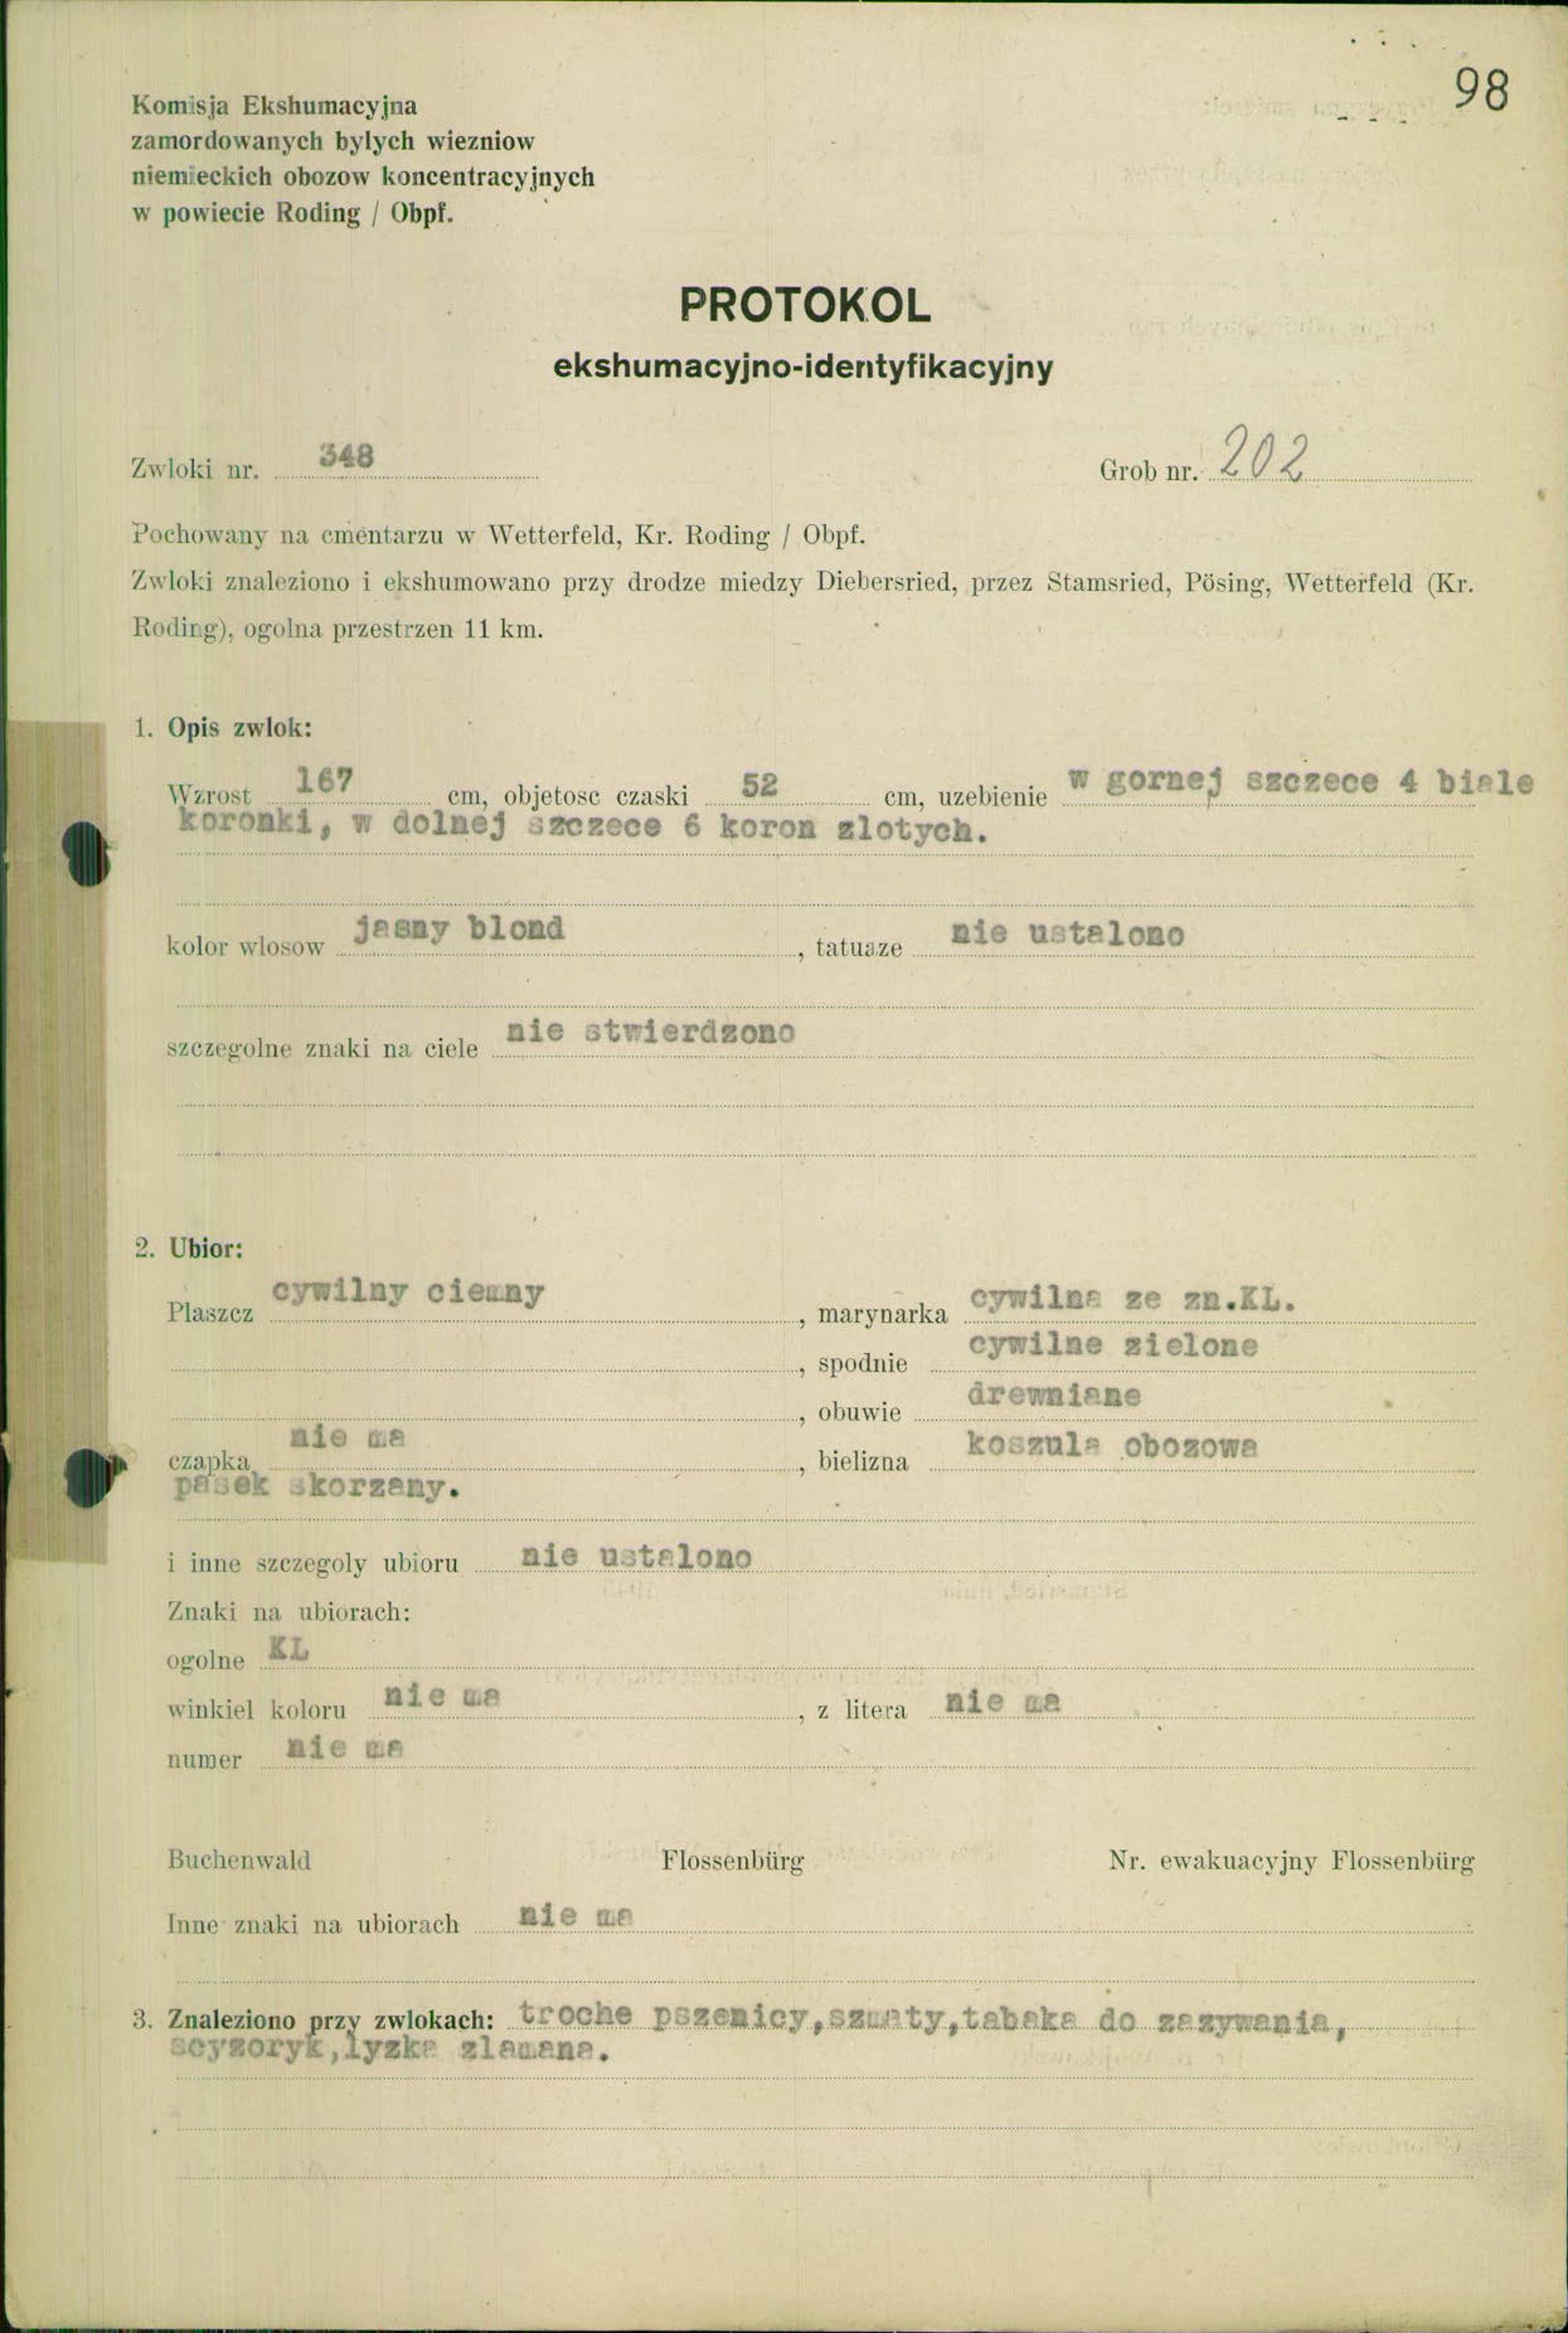 98
Komisja Ekshumacyjna
zamordowanych bylych wiezniow
niemieckich obozow koncentracyjnych
w powiecie Roding / Obpf.
PROTOKOL
ekshumacyjno-identyfikacyjny
Zwloki nr. 348 Grob nr. 202
Pochowany na cmentarzu w Wetterfeld, Kr. Roding / Obpf.
Zwloki znaleziono i ekshumowano przy drodze miedzy Diebersried, przez Stamsried, Pösing, Wetterfeld (Kr.
Roding), ogolna przestrzen 11 km.
1. Opis zwlok:
Wzrost 167 cm, objetosc czaski 52 cm, uzebienie w gornej szczece 4 biale
koronki, w dolnej szczece 6 koron zlotych.
kolor wlosow jasny blond, tatuaze nie ustalono
szczegolne znaki na ciele nie stwierdzono
2. Ubior:
Plaszcz cywilny ciemny, marynarka cywilna ze zn.KL.
, spodnie cywilne zielone
, obuwie drewniane
czapka nie ma, bielizna koszula obozowa
pasek skorzany.
i inne szczegoly ubioru nie ustalono
Znaki na ubiorach:
ogolne KL
winkiel koloru nie ma, z litera nie ma
numer nie ma
Buchenwald Flossenbürg Nr. ewakuacyjny Flossenbürg
Inne znaki na ubiorach nie ma
3. Znaleziono przy zwlokach: troche pszenicy,szmaty,tabaka do zazywania,
scyzoryk,lyzka zlamana.